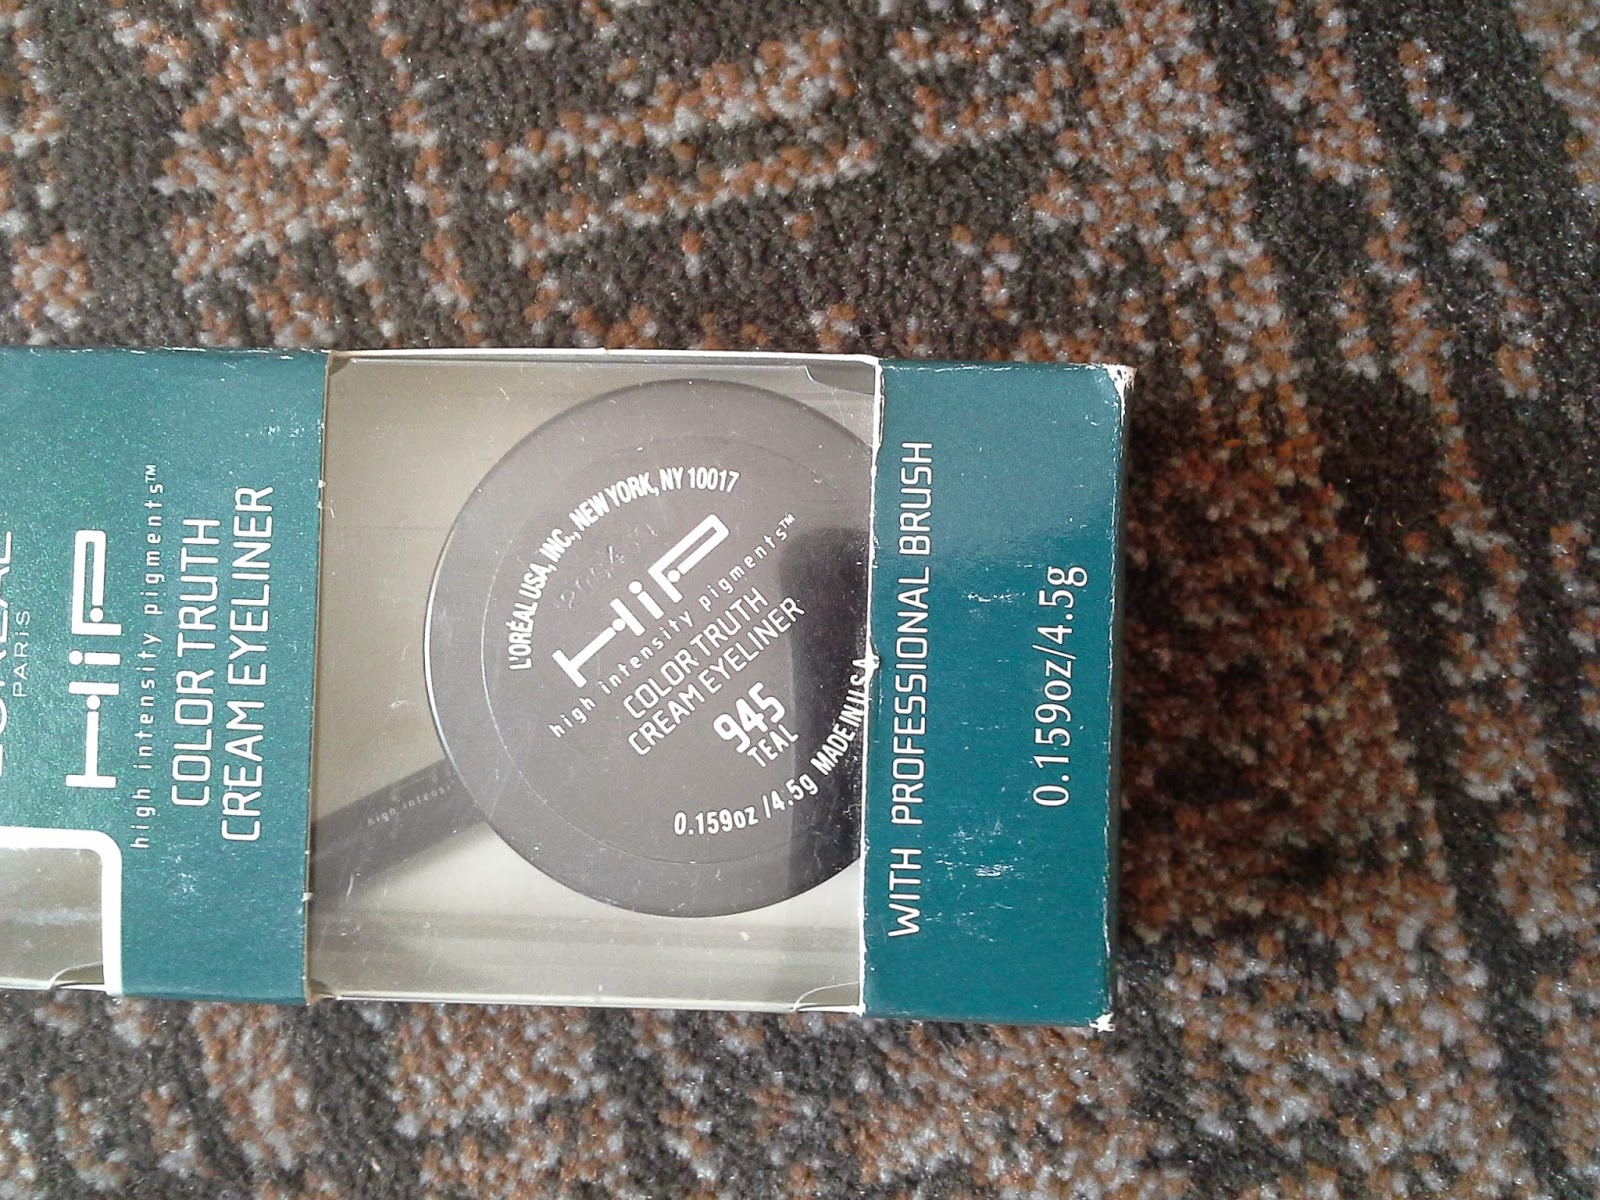 PARIS
HiP
high intensity pigments™
COLOR TRUTH
CREAM EYELINER
high intensi
L'ORÉAL USA, INC., NEW YORK, NY 10017
HiP
high intensity pigments™
COLOR TRUTH
CREAM EYELINER
945
TEAL
0.159oz /4.5g MADE IN U.S.A.
WITH PROFESSIONAL BRUSH
0.159oz/4.5g